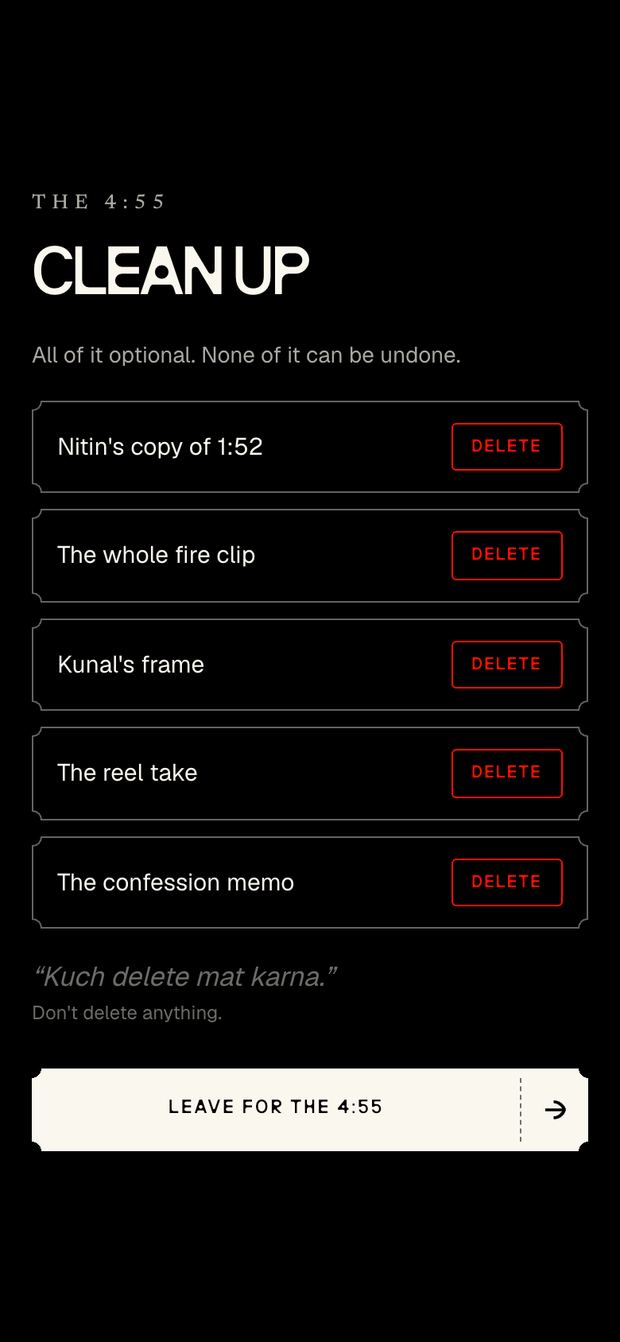 THE 4:55
CLEAN UP
All of it optional. None of it can be undone.
Nitin's copy of 1:52
DELETE
The whole fire clip
DELETE
Kunal's frame
DELETE
The reel take
DELETE
The confession memo
DELETE
“Kuch delete mat karna.”
Don't delete anything.
LEAVE FOR THE 4:55